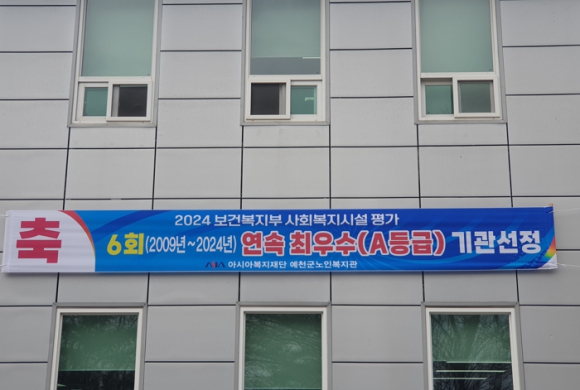 축
2024 보건복지부 사회복지시설 평가
6회(2009년~2024년) 연속 최우수(A등급) 기관선정
아시아복지재단 예천군노인복지관